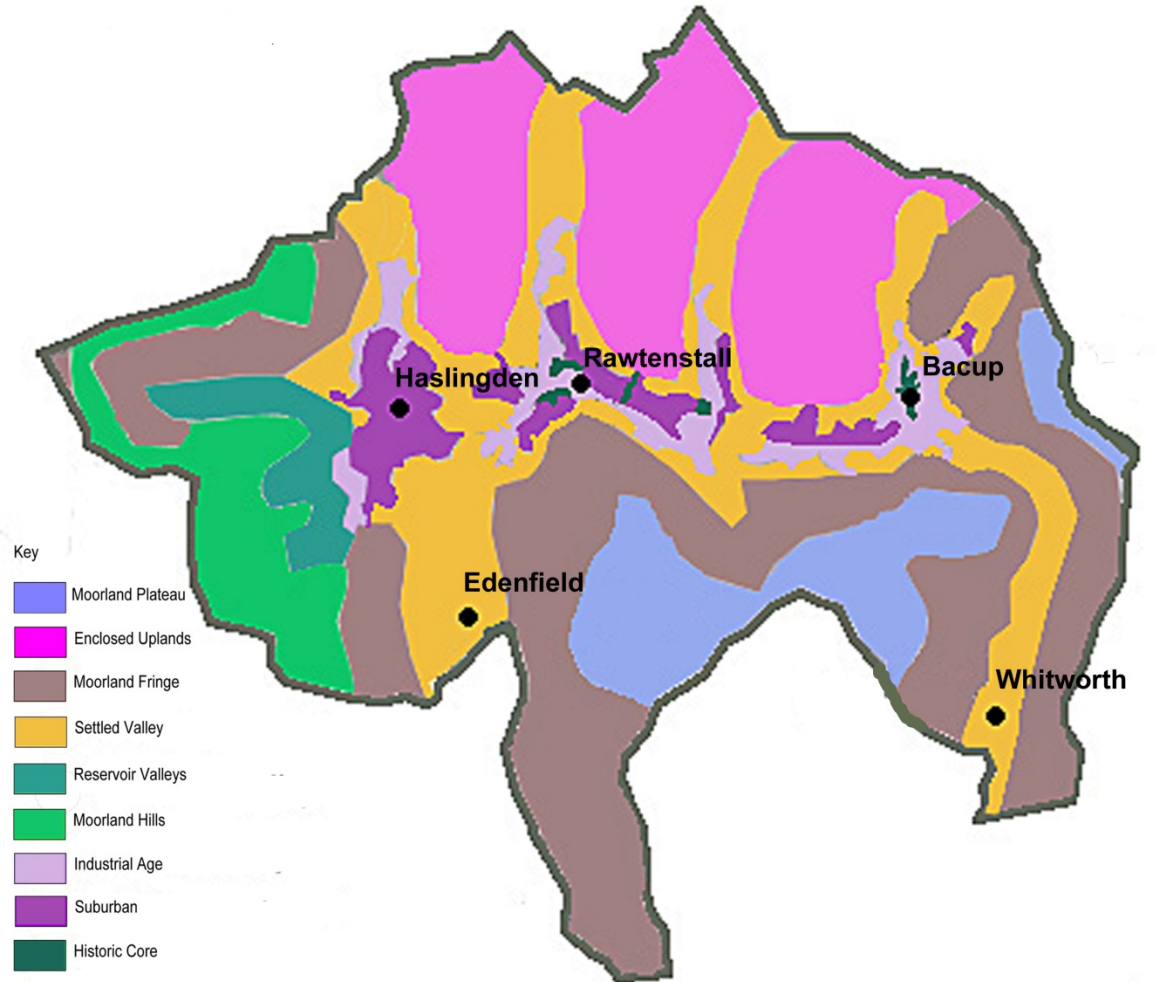 Rawtenstall
Haslingden
Bacup
Edenfield
Whitworth
Key
Moorland Plateau
Enclosed Uplands
Moorland Fringe
Settled Valley
Reservoir Valleys
Moorland Hills
Industrial Age
Suburban
Historic Core